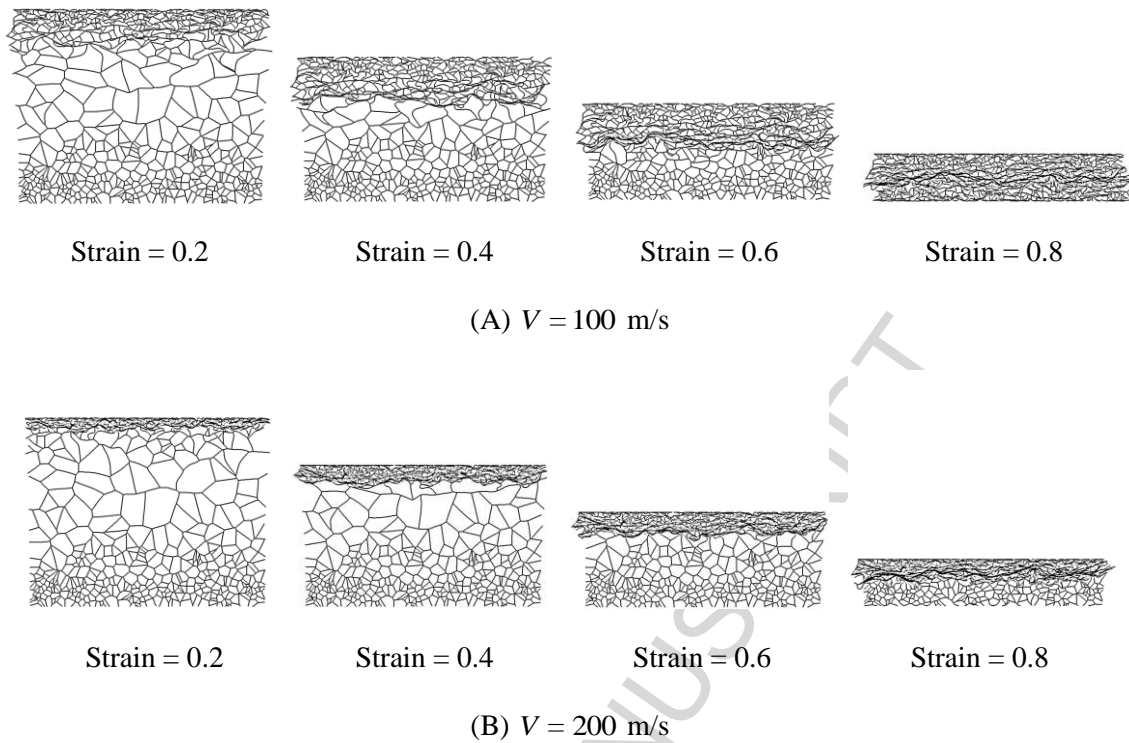 Strain = 0.2 Strain = 0.4 Strain = 0.6 Strain = 0.8
(A) V = 100 m/s
Strain = 0.2 Strain = 0.4 Strain = 0.6 Strain = 0.8
(B) V = 200 m/s